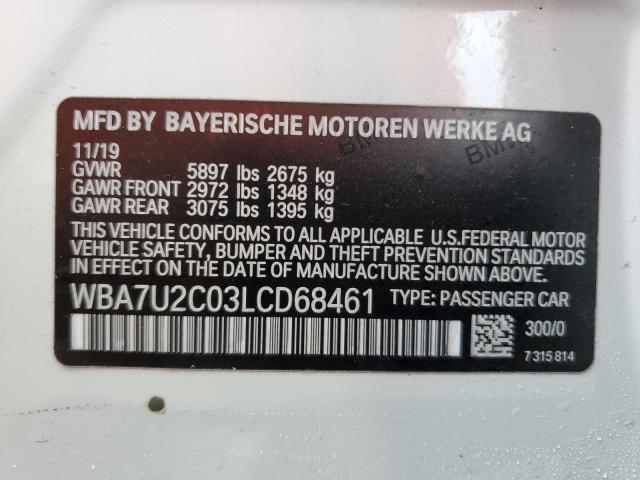 MFD BY BAYERISCHE MOTOREN WERKE AG
11/19
GVWR 5897 lbs 2675 kg
GAWR FRONT 2972 lbs 1348 kg
GAWR REAR 3075 lbs 1395 kg
THIS VEHICLE CONFORMS TO ALL APPLICABLE U.S.FEDERAL MOTOR
VEHICLE SAFETY, BUMPER AND THEFT PREVENTION STANDARDS IN
EFFECT ON THE DATE OF MANUFACTURE SHOWN ABOVE.
WBA7U2C03LCD68461 TYPE: PASSENGER CAR
300/0
7 315 814